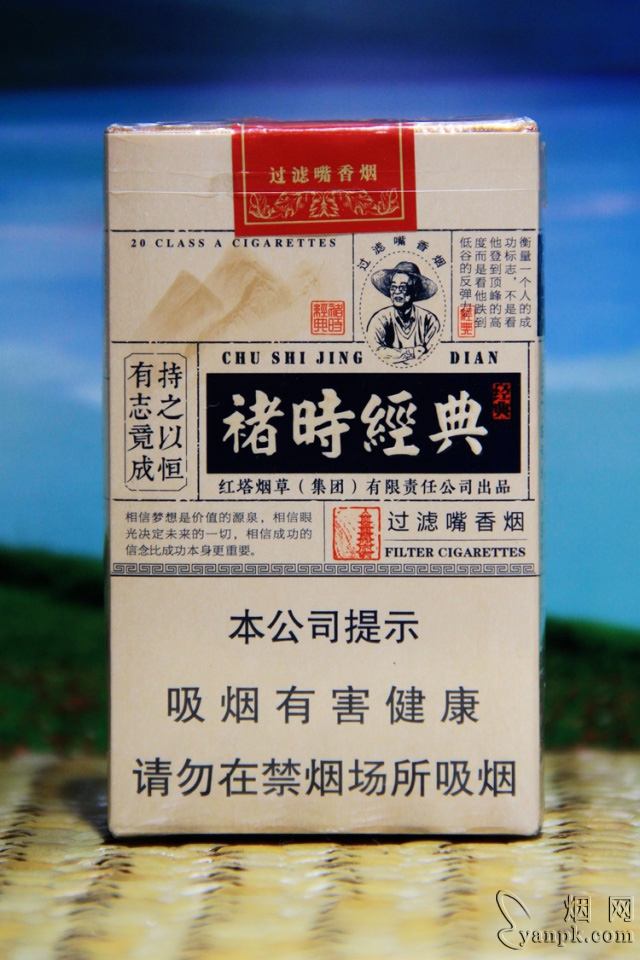 过滤嘴香烟
20 CLASS A CIGARETTES
过滤嘴香烟
衡量一个人的成
功标志，不是看
他登到顶峰的高
度而是看他跌到
低谷的反弹力
經典
褚時
經典
CHU SHI JING DIAN
持之以恒
有志竟成
褚時經典
经典
红塔烟草（集团）有限责任公司出品
相信梦想是价值的源泉，相信眼
光决定未来的一切，相信成功的
信念比成功本身更重要。
过滤嘴香烟
FILTER CIGARETTES
本公司提示
吸烟有害健康
请勿在禁烟场所吸烟
烟网
yanpk.com